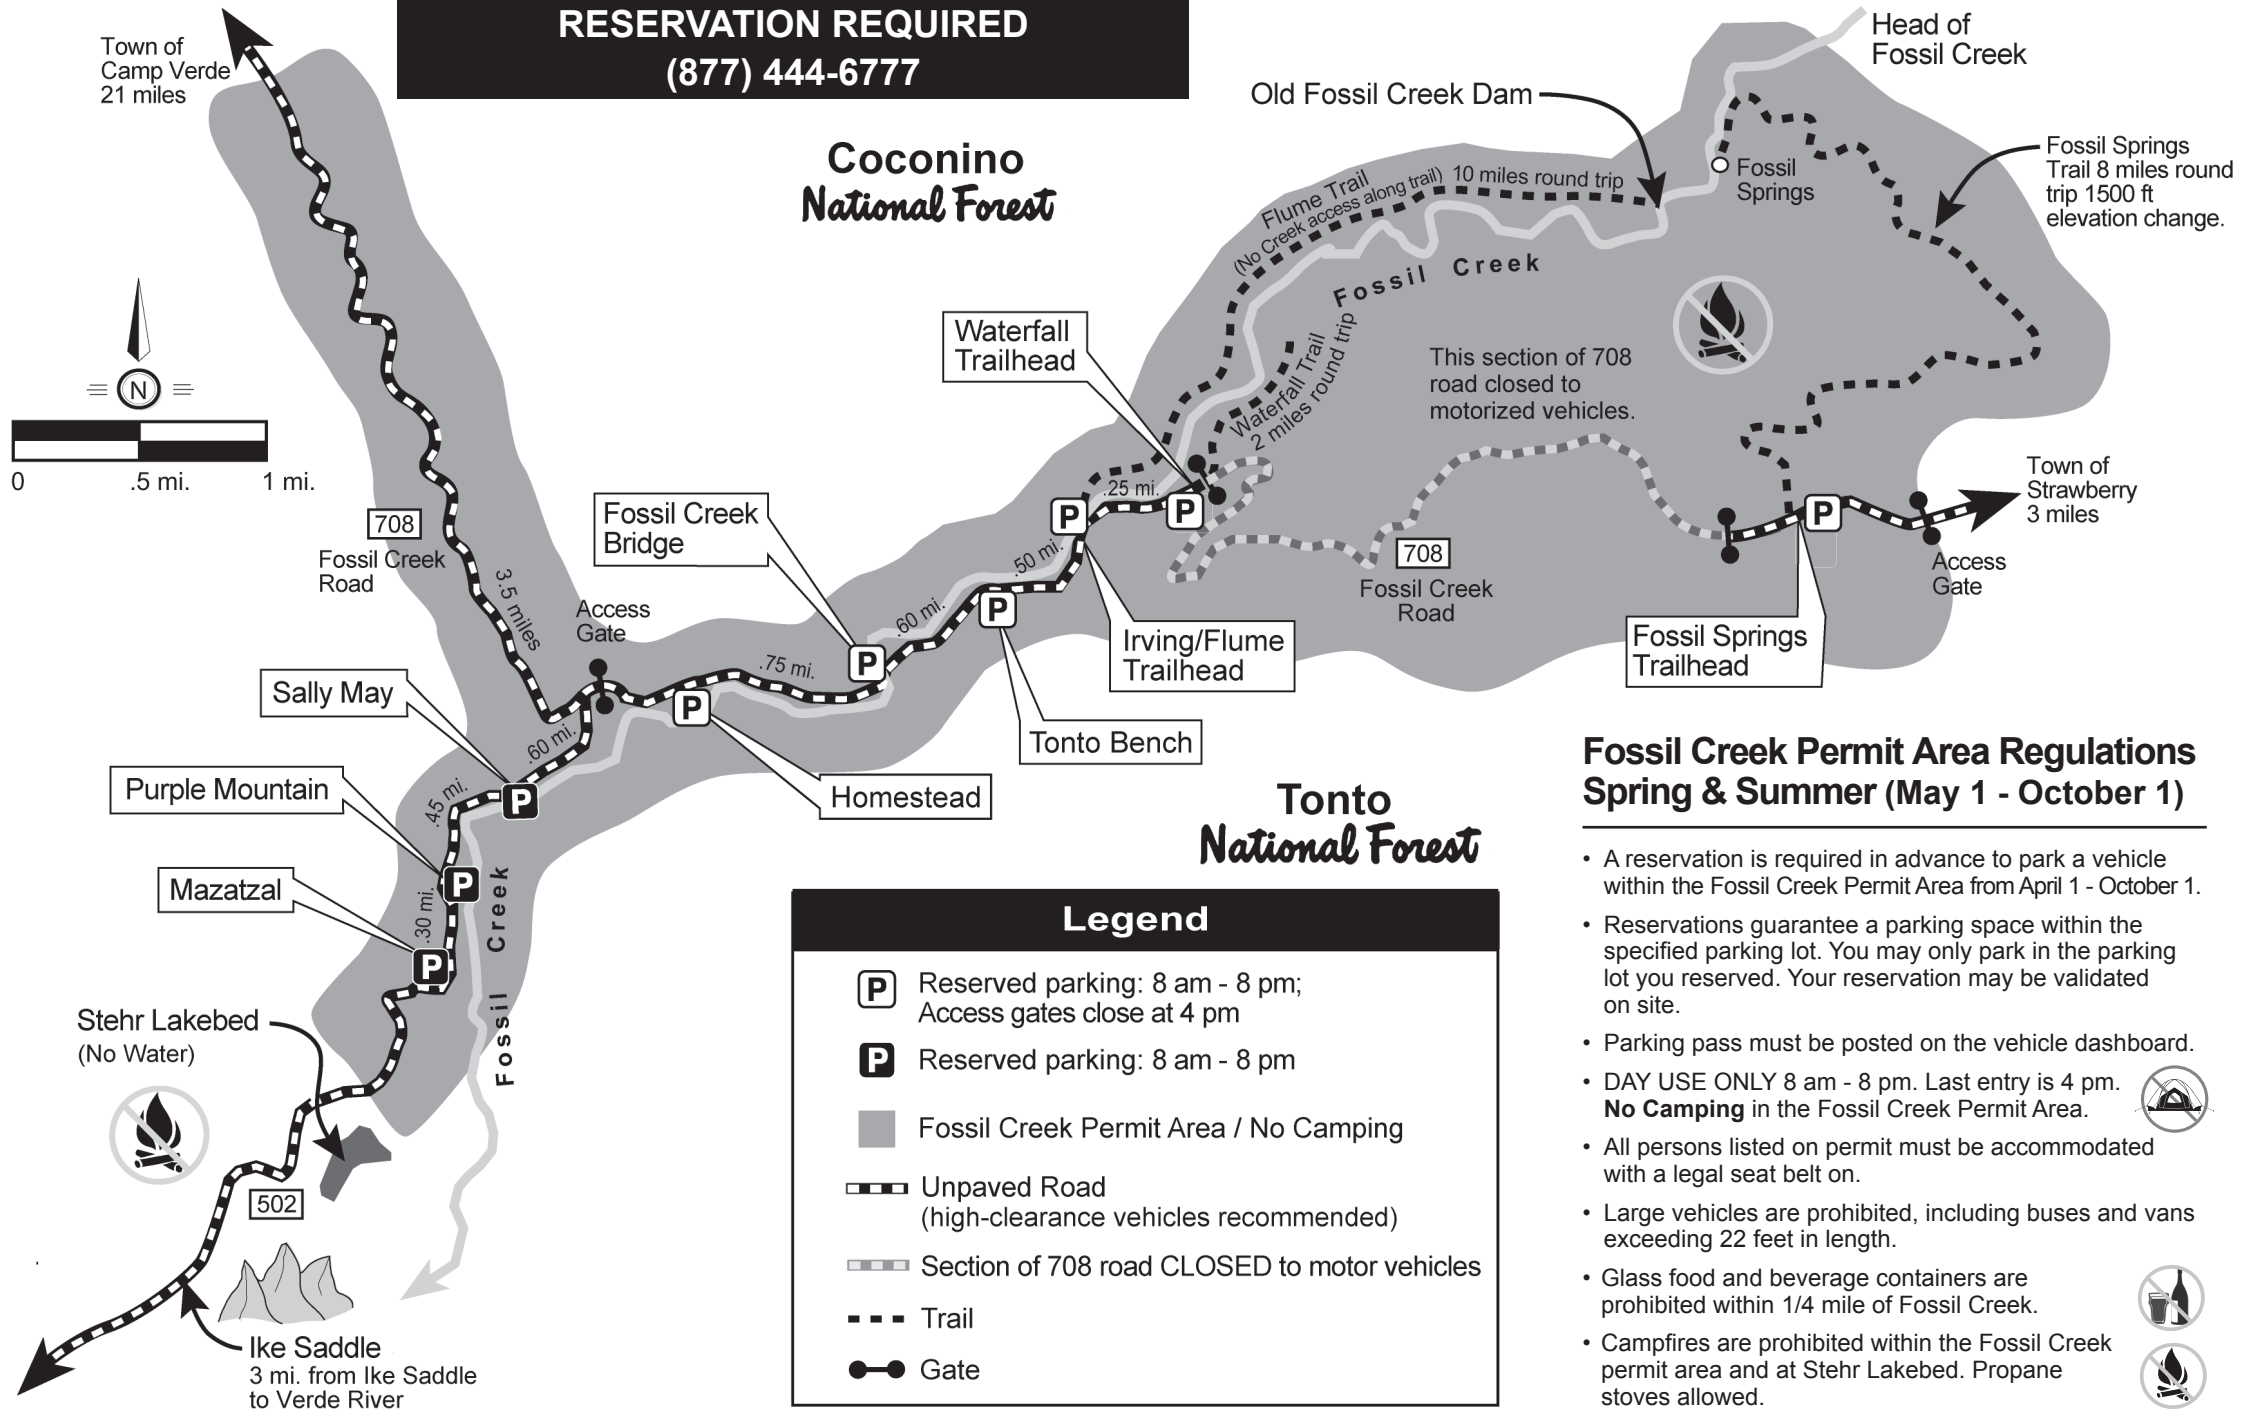 RESERVATION REQUIRED
(877) 444-6777
Town of
Camp Verde
21 miles
Head of
Fossil Creek
Old Fossil Creek Dam
Coconino
National Forest
Fossil
Springs
Fossil Springs
Trail 8 miles round
trip 1500 ft
elevation change.
Flume Trail
(No Creek access along trail)
10 miles round trip
Fossil Creek
Waterfall
Trailhead
Waterfall Trail
2 miles round trip
This section of 708
road closed to
motorized vehicles.
N
0 .5 mi. 1 mi.
708
Fossil Creek
Road
3.5 miles
Fossil Creek
Bridge
Access
Gate
.25 mi.
P
P
.50 mi.
P
.60 mi.
P
.75 mi.
P
708
Fossil Creek
Road
P
Town of
Strawberry
3 miles
Access
Gate
Fossil Springs
Trailhead
Irving/Flume
Trailhead
Tonto Bench
Homestead
Sally May
.60 mi.
P
Purple Mountain
.45 mi.
P
Mazatzal
.30 mi.
P
Fossil Creek
Stehr Lakebed
(No Water)
502
Ike Saddle
3 mi. from Ike Saddle
to Verde River
Tonto
National Forest
Legend
P Reserved parking: 8 am - 8 pm;
Access gates close at 4 pm
P Reserved parking: 8 am - 8 pm
Fossil Creek Permit Area / No Camping
Unpaved Road
(high-clearance vehicles recommended)
Section of 708 road CLOSED to motor vehicles
Trail
Gate
Fossil Creek Permit Area Regulations
Spring & Summer (May 1 - October 1)
• A reservation is required in advance to park a vehicle
within the Fossil Creek Permit Area from April 1 - October 1.
• Reservations guarantee a parking space within the
specified parking lot. You may only park in the parking
lot you reserved. Your reservation may be validated
on site.
• Parking pass must be posted on the vehicle dashboard.
• DAY USE ONLY 8 am - 8 pm. Last entry is 4 pm.
No Camping in the Fossil Creek Permit Area.
• All persons listed on permit must be accommodated
with a legal seat belt on.
• Large vehicles are prohibited, including buses and vans
exceeding 22 feet in length.
• Glass food and beverage containers are
prohibited within 1/4 mile of Fossil Creek.
• Campfires are prohibited within the Fossil Creek
permit area and at Stehr Lakebed. Propane
stoves allowed.